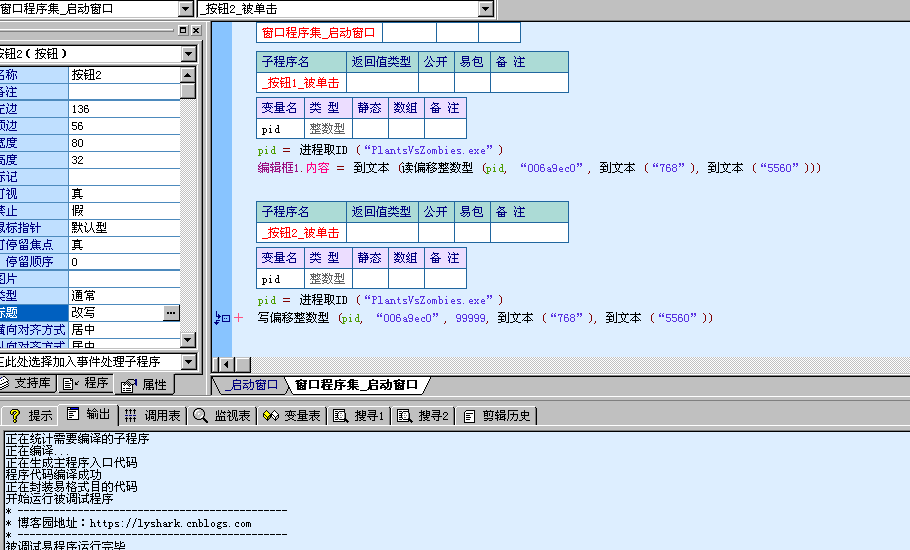 窗口程序集_启动窗口
_按钮2_被单击
按钮2（按钮）
名称 按钮2
备注
左边 136
顶边 56
宽度 80
高度 32
标记
可视 真
禁止 假
鼠标指针 默认型
可停留焦点 真
停留顺序 0
图片
类型 通常
标题 改写 ...
横向对齐方式 居中
纵向对齐方式 居中
在此处选择加入事件处理子程序
支持库 程序 属性
窗口程序集_启动窗口
子程序名 返回值类型 公开 易包 备 注
_按钮1_被单击
变量名 类 型 静态 数组 备 注
pid 整数型
pid = 进程取ID (“PlantsVsZombies.exe”)
编辑框1.内容 = 到文本 (读偏移整数型 (pid, “006a9ec0”, 到文本 (“768”), 到文本 (“5560”)))
子程序名 返回值类型 公开 易包 备 注
_按钮2_被单击
变量名 类 型 静态 数组 备 注
pid 整数型
pid = 进程取ID (“PlantsVsZombies.exe”)
写偏移整数型 (pid, “006a9ec0”, 99999, 到文本 (“768”), 到文本 (“5560”))
_启动窗口 窗口程序集_启动窗口
提示 输出 调用表 监视表 变量表 搜寻1 搜寻2 剪辑历史
正在统计需要编译的子程序
正在编译...
正在生成主程序入口代码
程序代码编译成功
正在封装易格式目的代码
开始运行被调试程序
* ----------------------------------------
* 博客园地址：https://lyshark.cnblogs.com
* ----------------------------------------
被调试易程序运行完毕